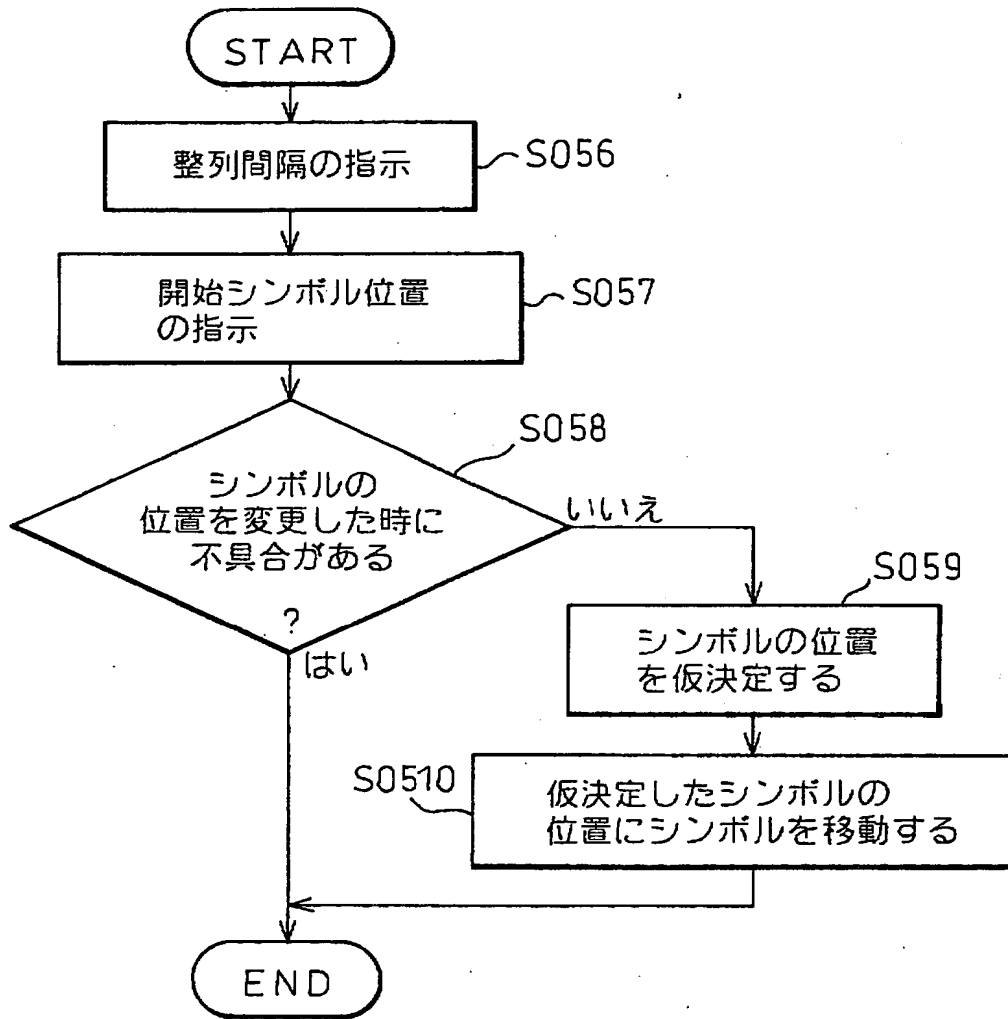 START
整列間隔の指示
S056
開始シンボル位置
の指示
S057
S058
シンボルの
位置を変更した時に
不具合がある
?
いいえ
はい
S059
シンボルの位置
を仮決定する
S0510
仮決定したシンボルの
位置にシンボルを移動する
END